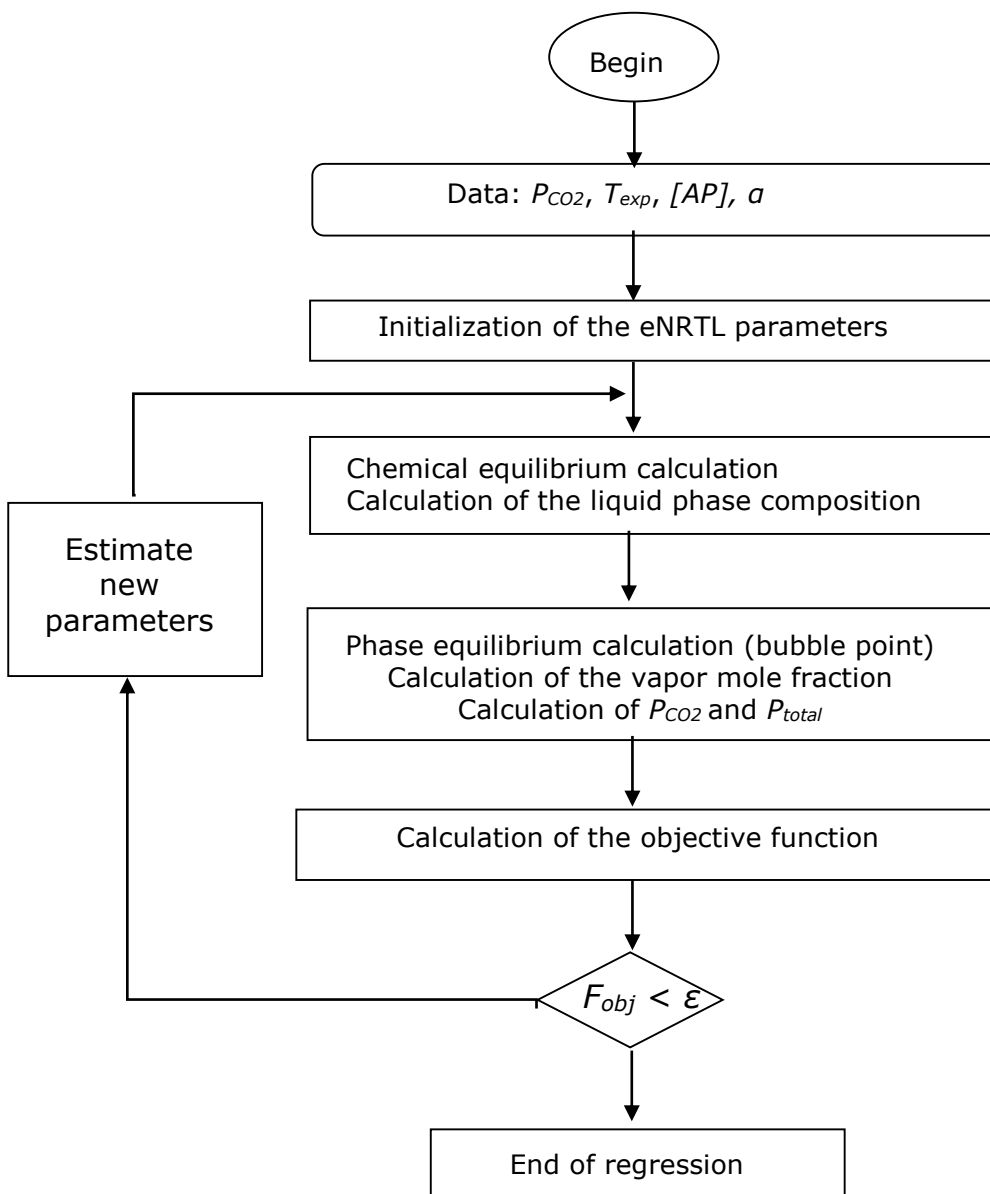 Begin
Data: PCO2, Texp, [AP], α
Initialization of the eNRTL parameters
Chemical equilibrium calculation
Calculation of the liquid phase composition
Estimate
new
parameters
Phase equilibrium calculation (bubble point)
Calculation of the vapor mole fraction
Calculation of PCO2 and Ptotal
Calculation of the objective function
Fobj < ε
End of regression